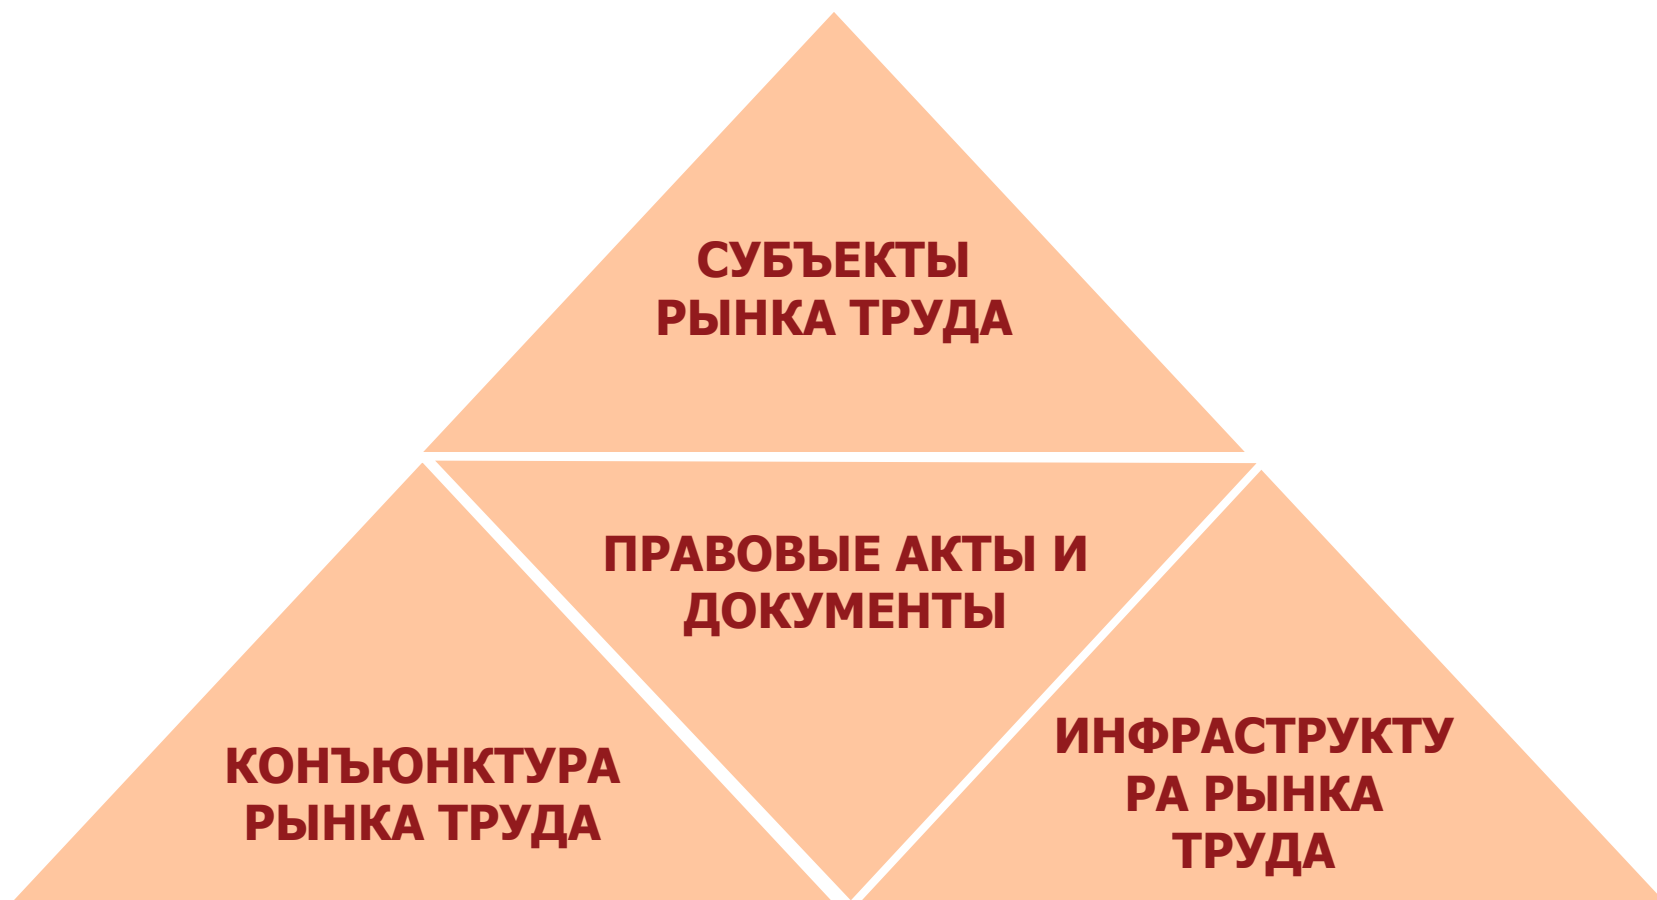 СУБЪЕКТЫ
РЫНКА ТРУДА
ПРАВОВЫЕ АКТЫ И
ДОКУМЕНТЫ
КОНЪЮНКТУРА
РЫНКА ТРУДА
ИНФРАСТРУКТУ
РА РЫНКА
ТРУДА